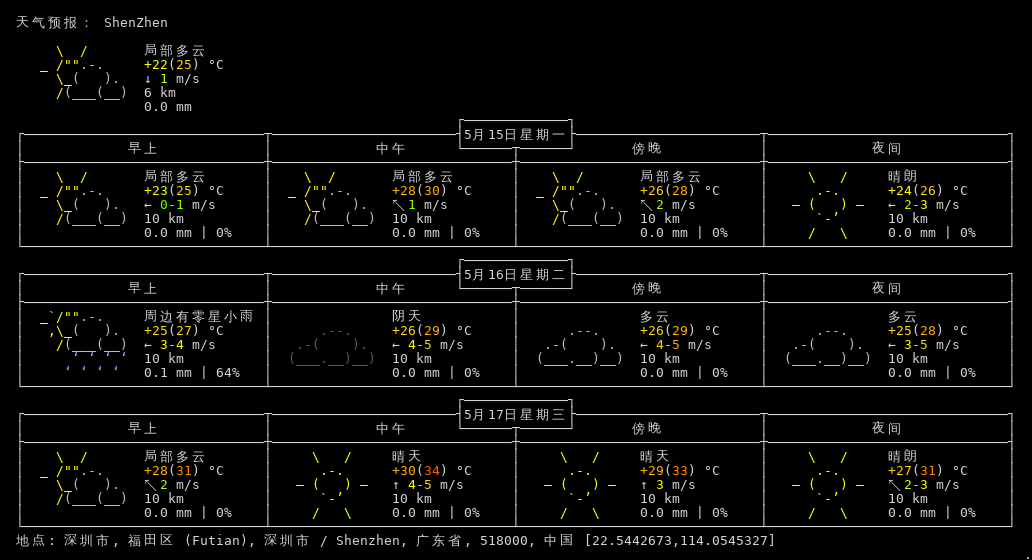 天气预报： ShenZhen
局部多云
+22(25) °C
↓ 1 m/s
6 km
0.0 mm
5月15日星期一
早上 中午 傍晚 夜间
局部多云 局部多云 局部多云 晴朗
+23(25) °C +28(30) °C +26(28) °C +24(26) °C
← 0-1 m/s ↖ 1 m/s ↖ 2 m/s ← 2-3 m/s
10 km 10 km 10 km 10 km
0.0 mm | 0% 0.0 mm | 0% 0.0 mm | 0% 0.0 mm | 0%
5月16日星期二
早上 中午 傍晚 夜间
周边有零星小雨 阴天 多云 多云
+25(27) °C +26(29) °C +26(29) °C +25(28) °C
← 3-4 m/s ← 4-5 m/s ← 4-5 m/s ← 3-5 m/s
10 km 10 km 10 km 10 km
0.1 mm | 64% 0.0 mm | 0% 0.0 mm | 0% 0.0 mm | 0%
5月17日星期三
早上 中午 傍晚 夜间
局部多云 晴天 晴天 晴朗
+28(31) °C +30(34) °C +29(33) °C +27(31) °C
↖ 2 m/s ↑ 4-5 m/s ↑ 3 m/s ↖ 2-3 m/s
10 km 10 km 10 km 10 km
0.0 mm | 0% 0.0 mm | 0% 0.0 mm | 0% 0.0 mm | 0%
地点: 深圳市, 福田区 (Futian), 深圳市 / Shenzhen, 广东省, 518000, 中国 [22.5442673,114.0545327]